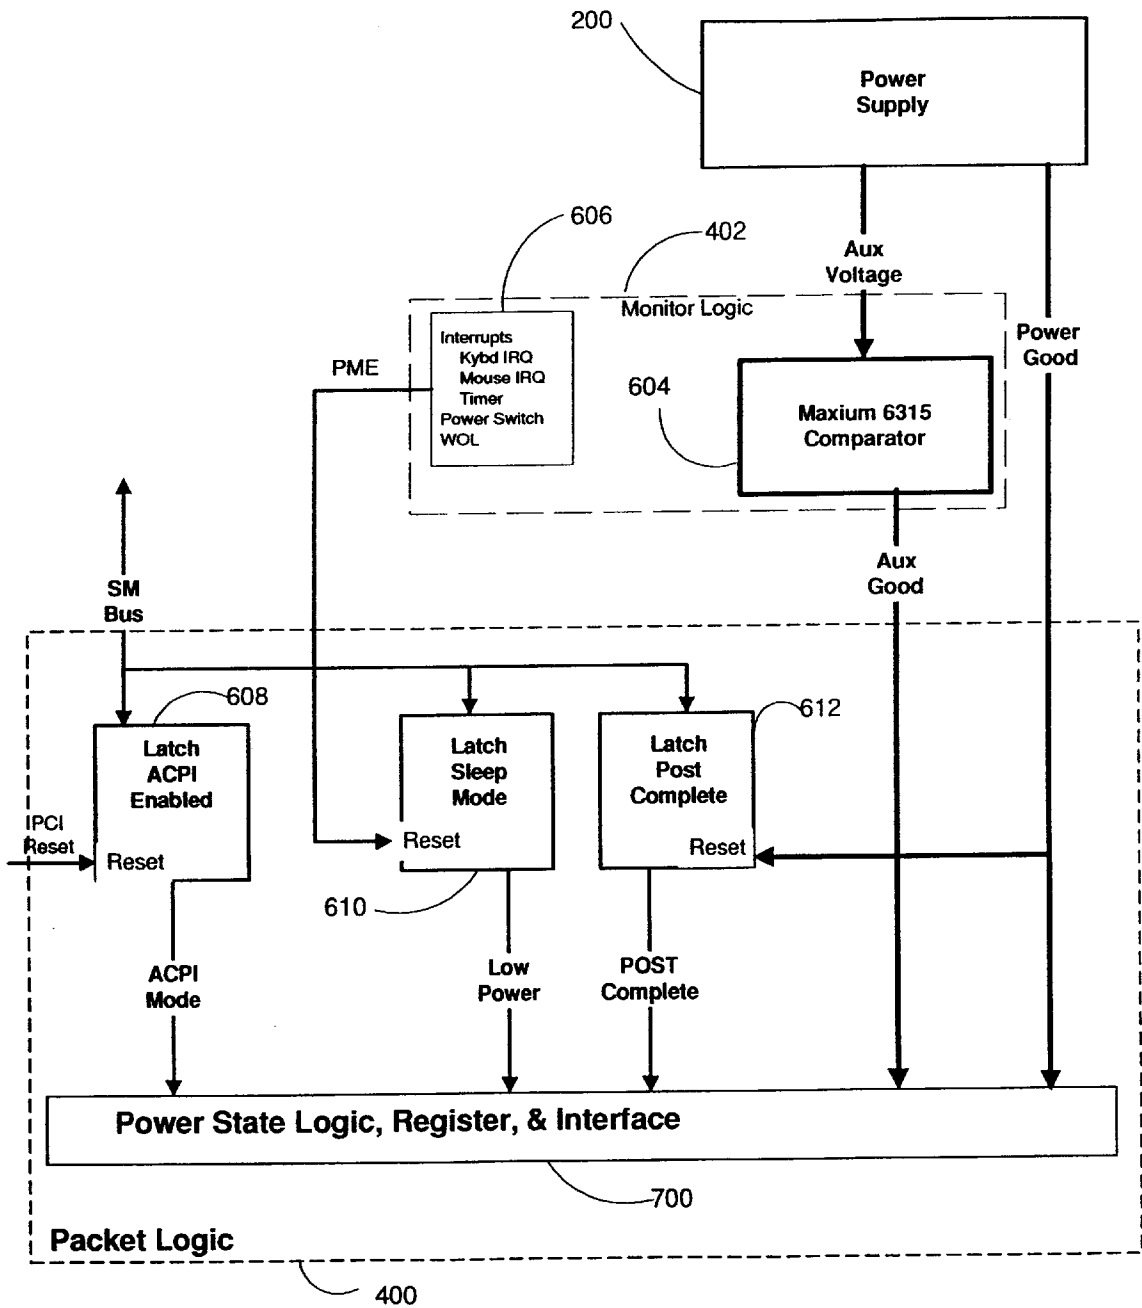 200
Power
Supply
606
402
Aux
Voltage
Monitor Logic
Power
Good
Interrupts
Kybd IRQ
Mouse IRQ
Timer
Power Switch
WOL
PME
604
Maxium 6315
Comparator
SM
Bus
Aux
Good
608
612
Latch
ACPI
Enabled
Latch
Sleep
Mode
Latch
Post
Complete
PCI
Reset
Reset
Reset
Reset
610
ACPI
Mode
Low
Power
POST
Complete
Power State Logic, Register, & Interface
700
Packet Logic
400